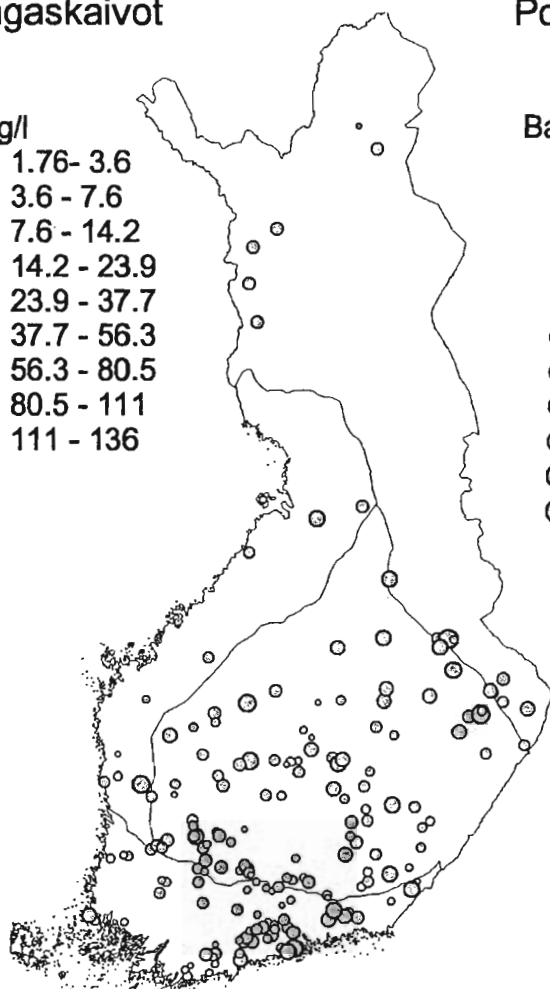 gaskaivot
Po
g/l
Ba
1.76- 3.6
3.6 - 7.6
7.6 - 14.2
14.2 - 23.9
23.9 - 37.7
37.7 - 56.3
56.3 - 80.5
80.5 - 111
111 - 136